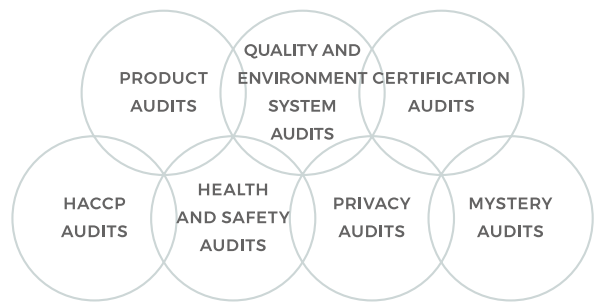 PRODUCT
AUDITS
QUALITY AND
ENVIRONMENT
SYSTEM
AUDITS
CERTIFICATION
AUDITS
HACCP
AUDITS
HEALTH
AND SAFETY
AUDITS
PRIVACY
AUDITS
MYSTERY
AUDITS